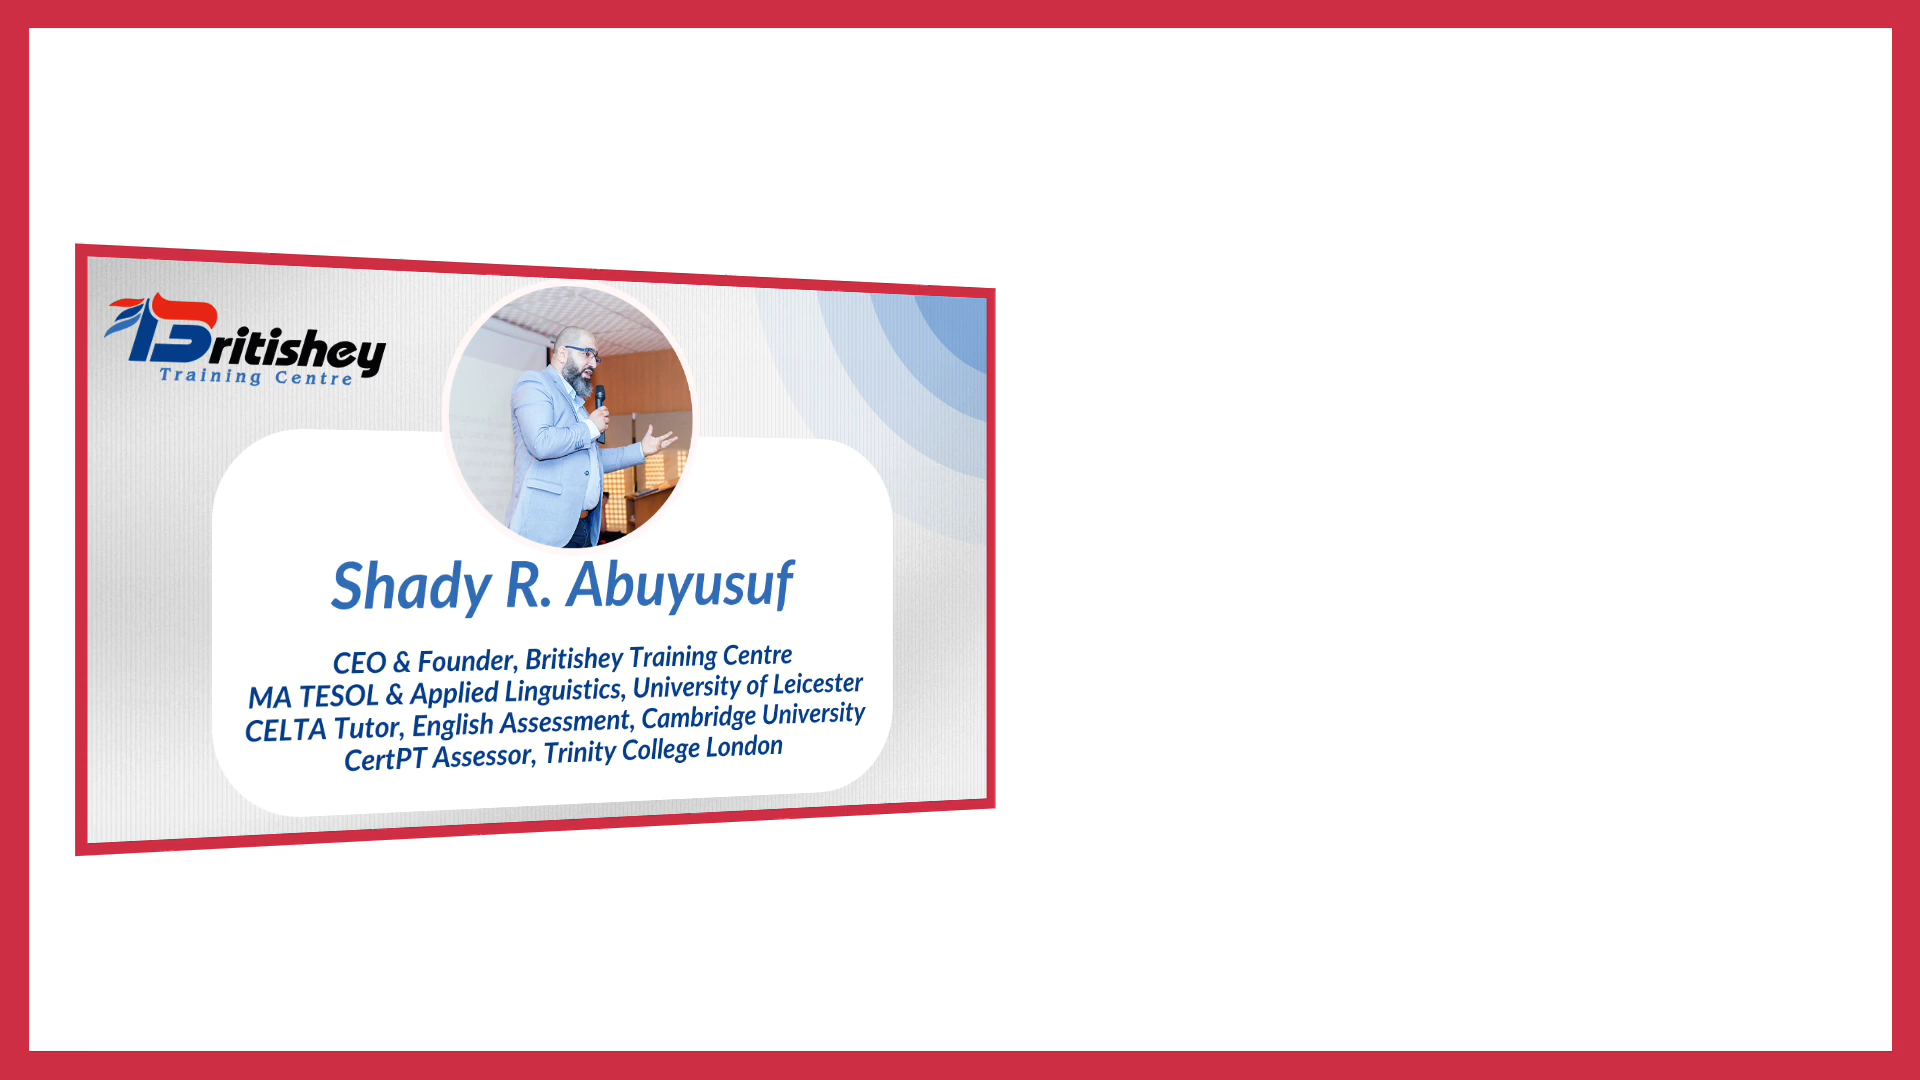 Britishey
Training Centre
Shady R. Abuyusuf
CEO & Founder, Britishey Training Centre
MA TESOL & Applied Linguistics, University of Leicester
CELTA Tutor, English Assessment, Cambridge University
CertPT Assessor, Trinity College London